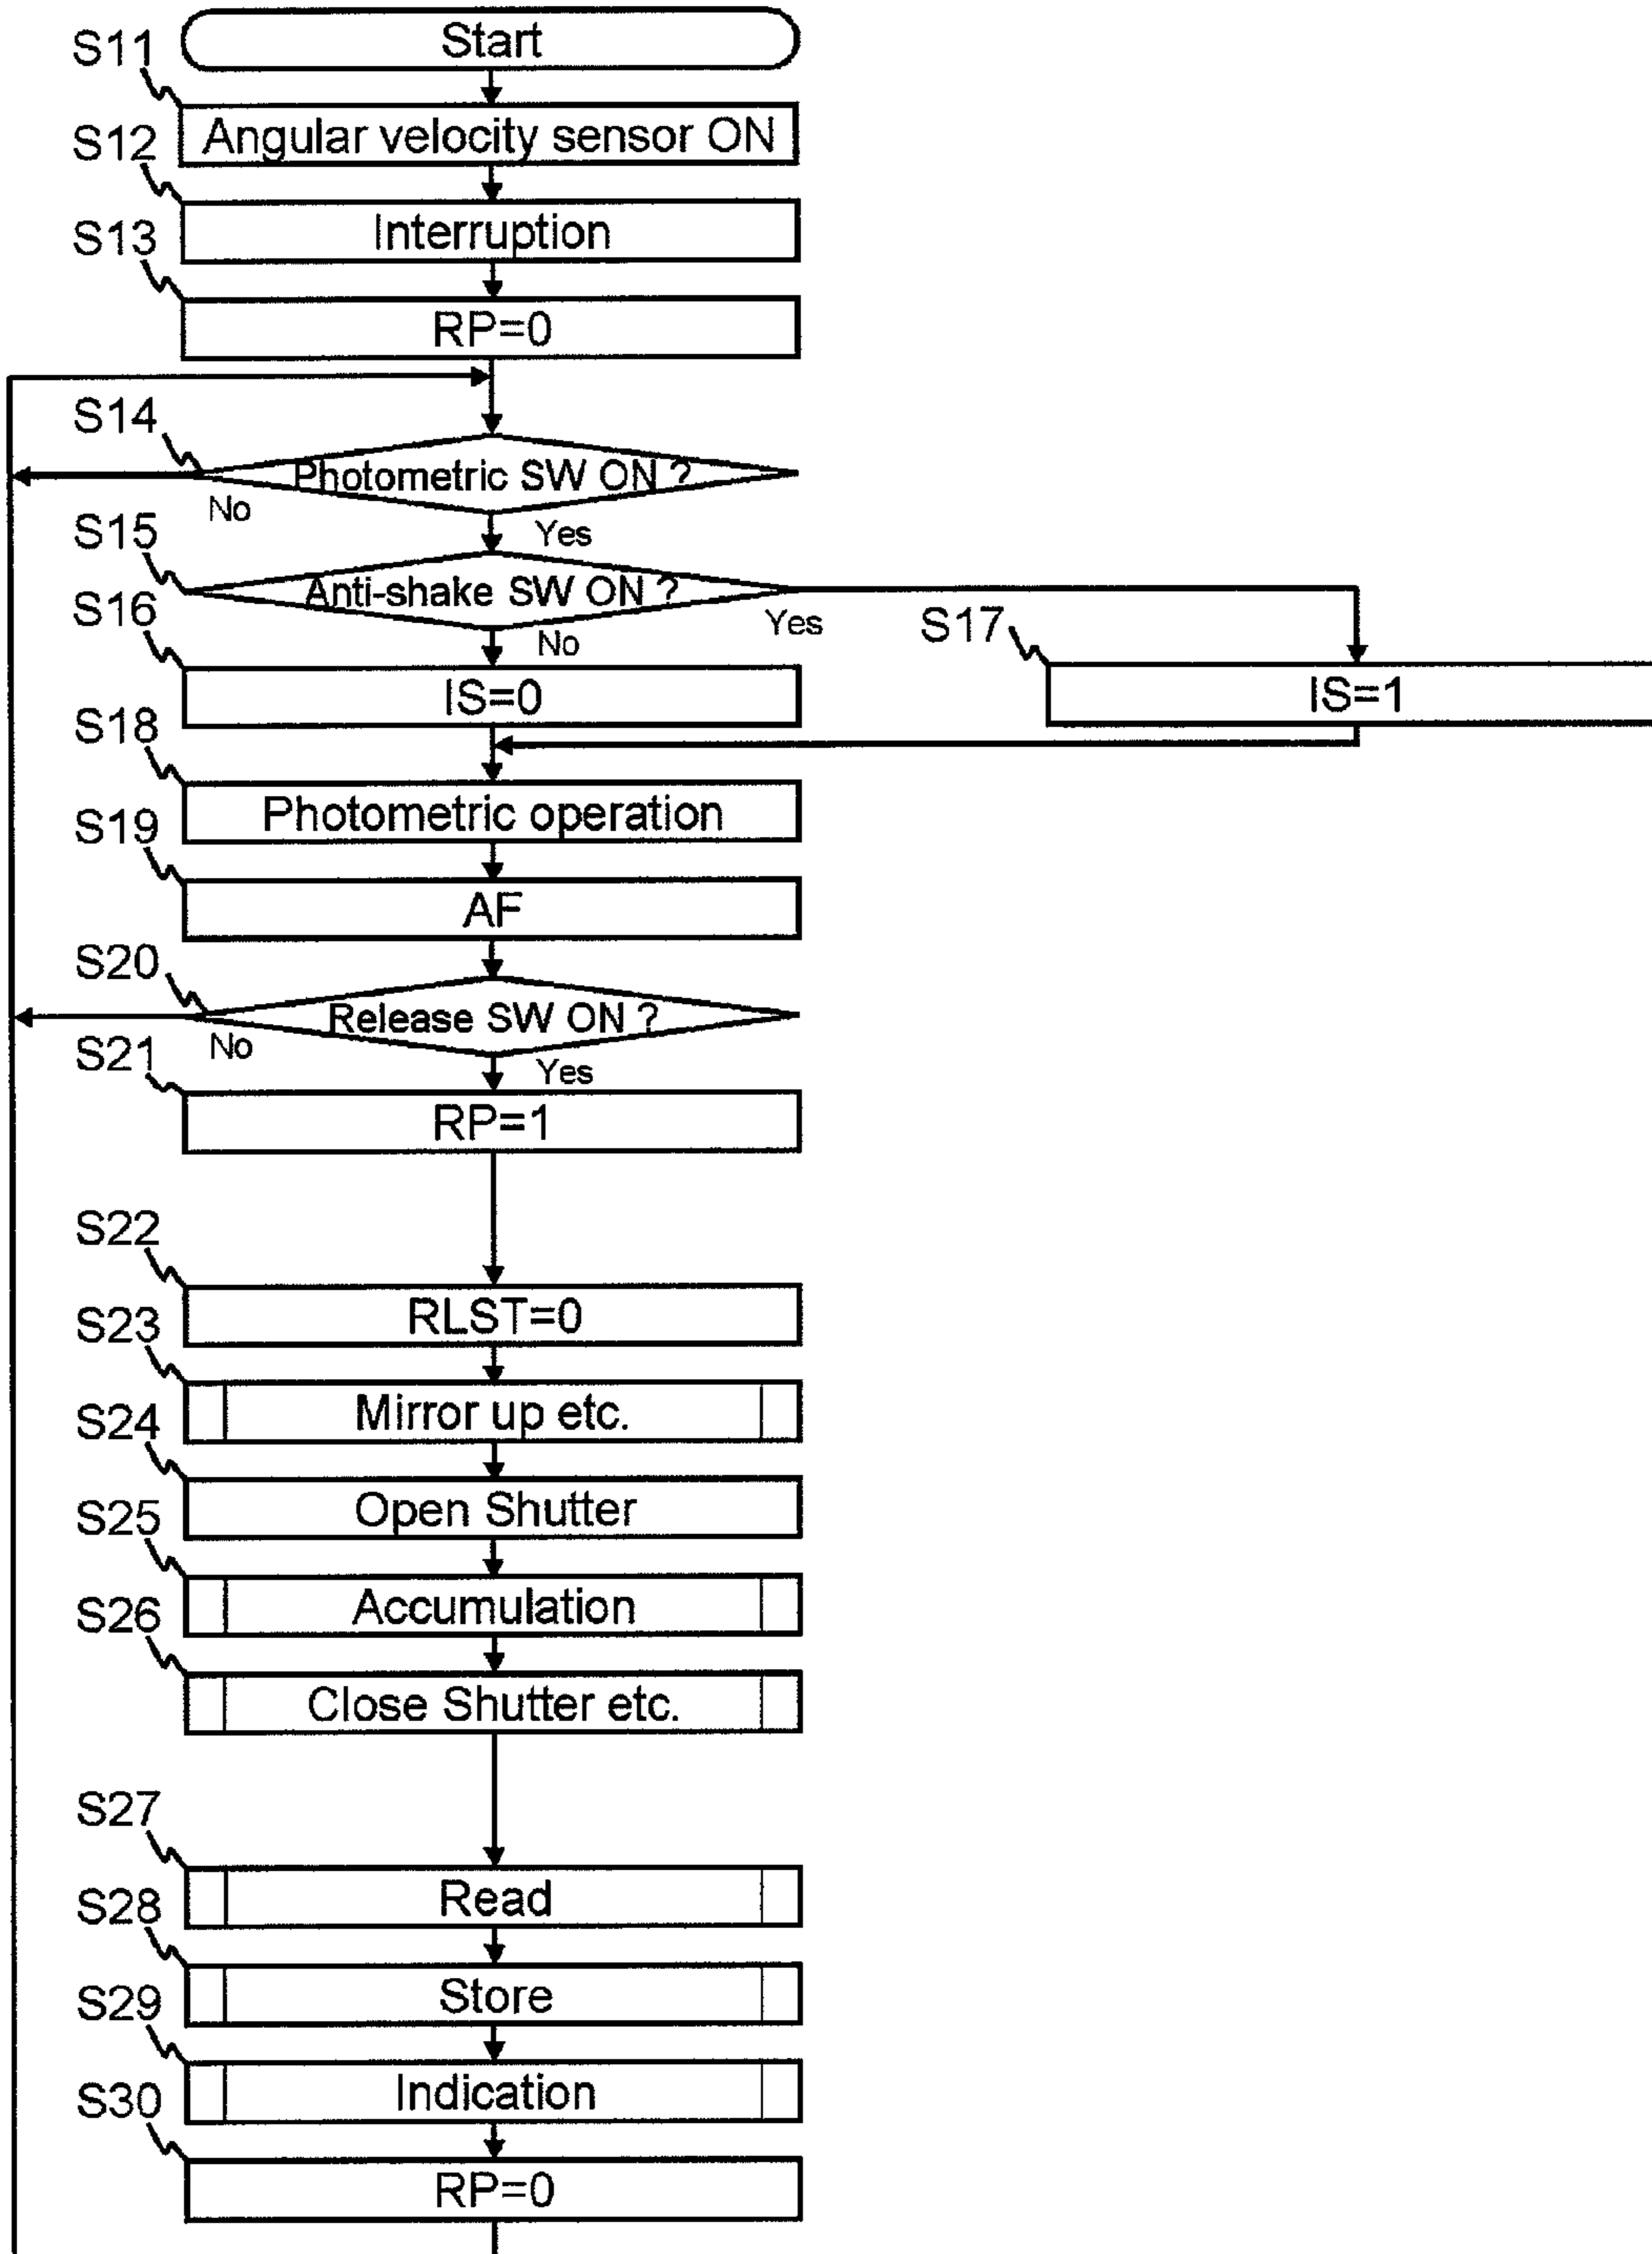 Start
S11
Angular velocity sensor ON
S12
Interruption
S13
RP=0
S14
Photometric SW ON ?
No
Yes
S15
Anti-shake SW ON ?
Yes
No
S16
IS=0
S17
IS=1
S18
Photometric operation
S19
AF
S20
Release SW ON ?
No
Yes
S21
RP=1
S22
RLST=0
S23
Mirror up etc.
S24
Open Shutter
S25
Accumulation
S26
Close Shutter etc.
S27
Read
S28
Store
S29
Indication
S30
RP=0